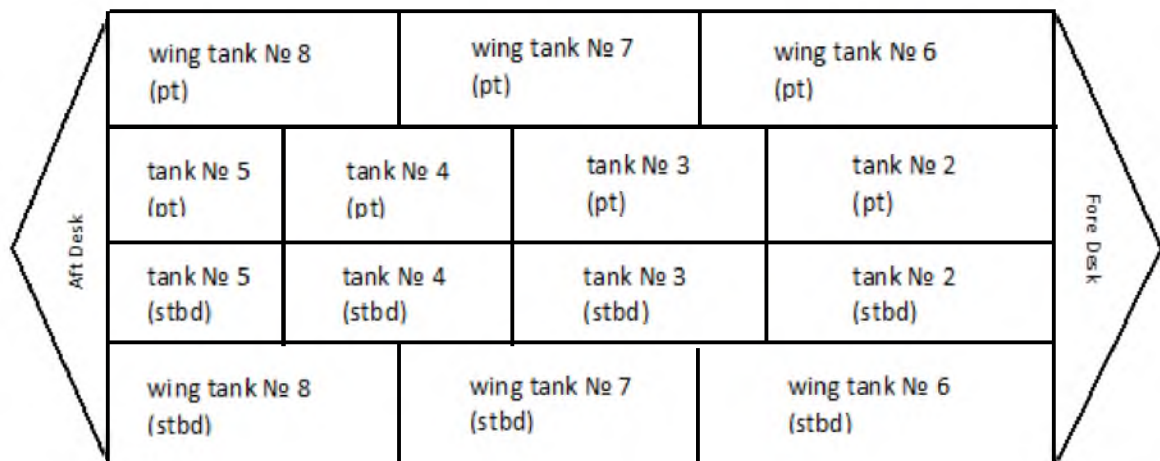 wing tank № 8
(pt)
wing tank № 7
(pt)
wing tank № 6
(pt)
tank № 5
(pt)
tank № 4
(pt)
tank № 3
(pt)
tank № 2
(pt)
Aft Desk
Fore Desk
tank № 5
(stbd)
tank № 4
(stbd)
tank № 3
(stbd)
tank № 2
(stbd)
wing tank № 8
(stbd)
wing tank № 7
(stbd)
wing tank № 6
(stbd)